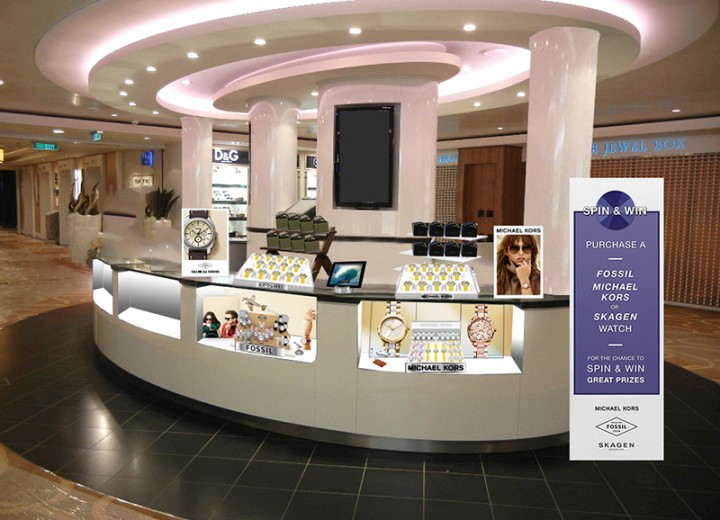 D&G
JEWEL BOX
MICHAEL KORS
FOSSIL
MICHAEL KORS
SPIN & WIN
PURCHASE A
FOSSIL
MICHAEL
KORS
OR
SKAGEN
WATCH
FOR THE CHANCE TO
SPIN & WIN
GREAT PRIZES
MICHAEL KORS
FOSSIL
SKAGEN